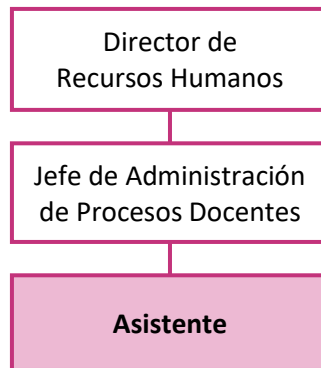 Director de
Recursos Humanos
Jefe de Administración
de Procesos Docentes
Asistente